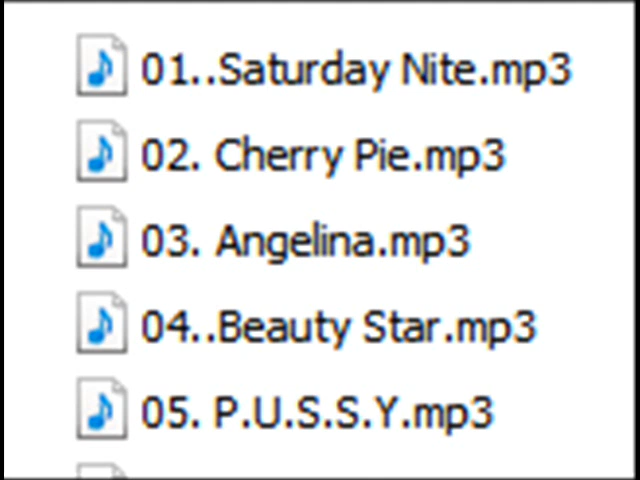 01..Saturday Nite.mp3
02. Cherry Pie.mp3
03. Angelina.mp3
04..Beauty Star.mp3
05. P.U.S.S.Y.mp3